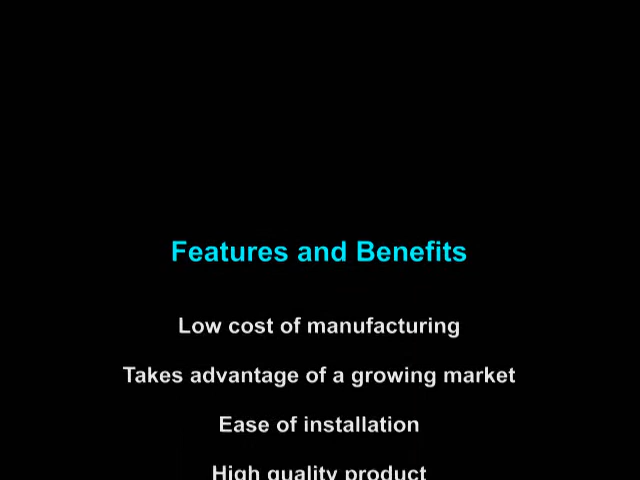 Features and Benefits
Low cost of manufacturing
Takes advantage of a growing market
Ease of installation
High quality product